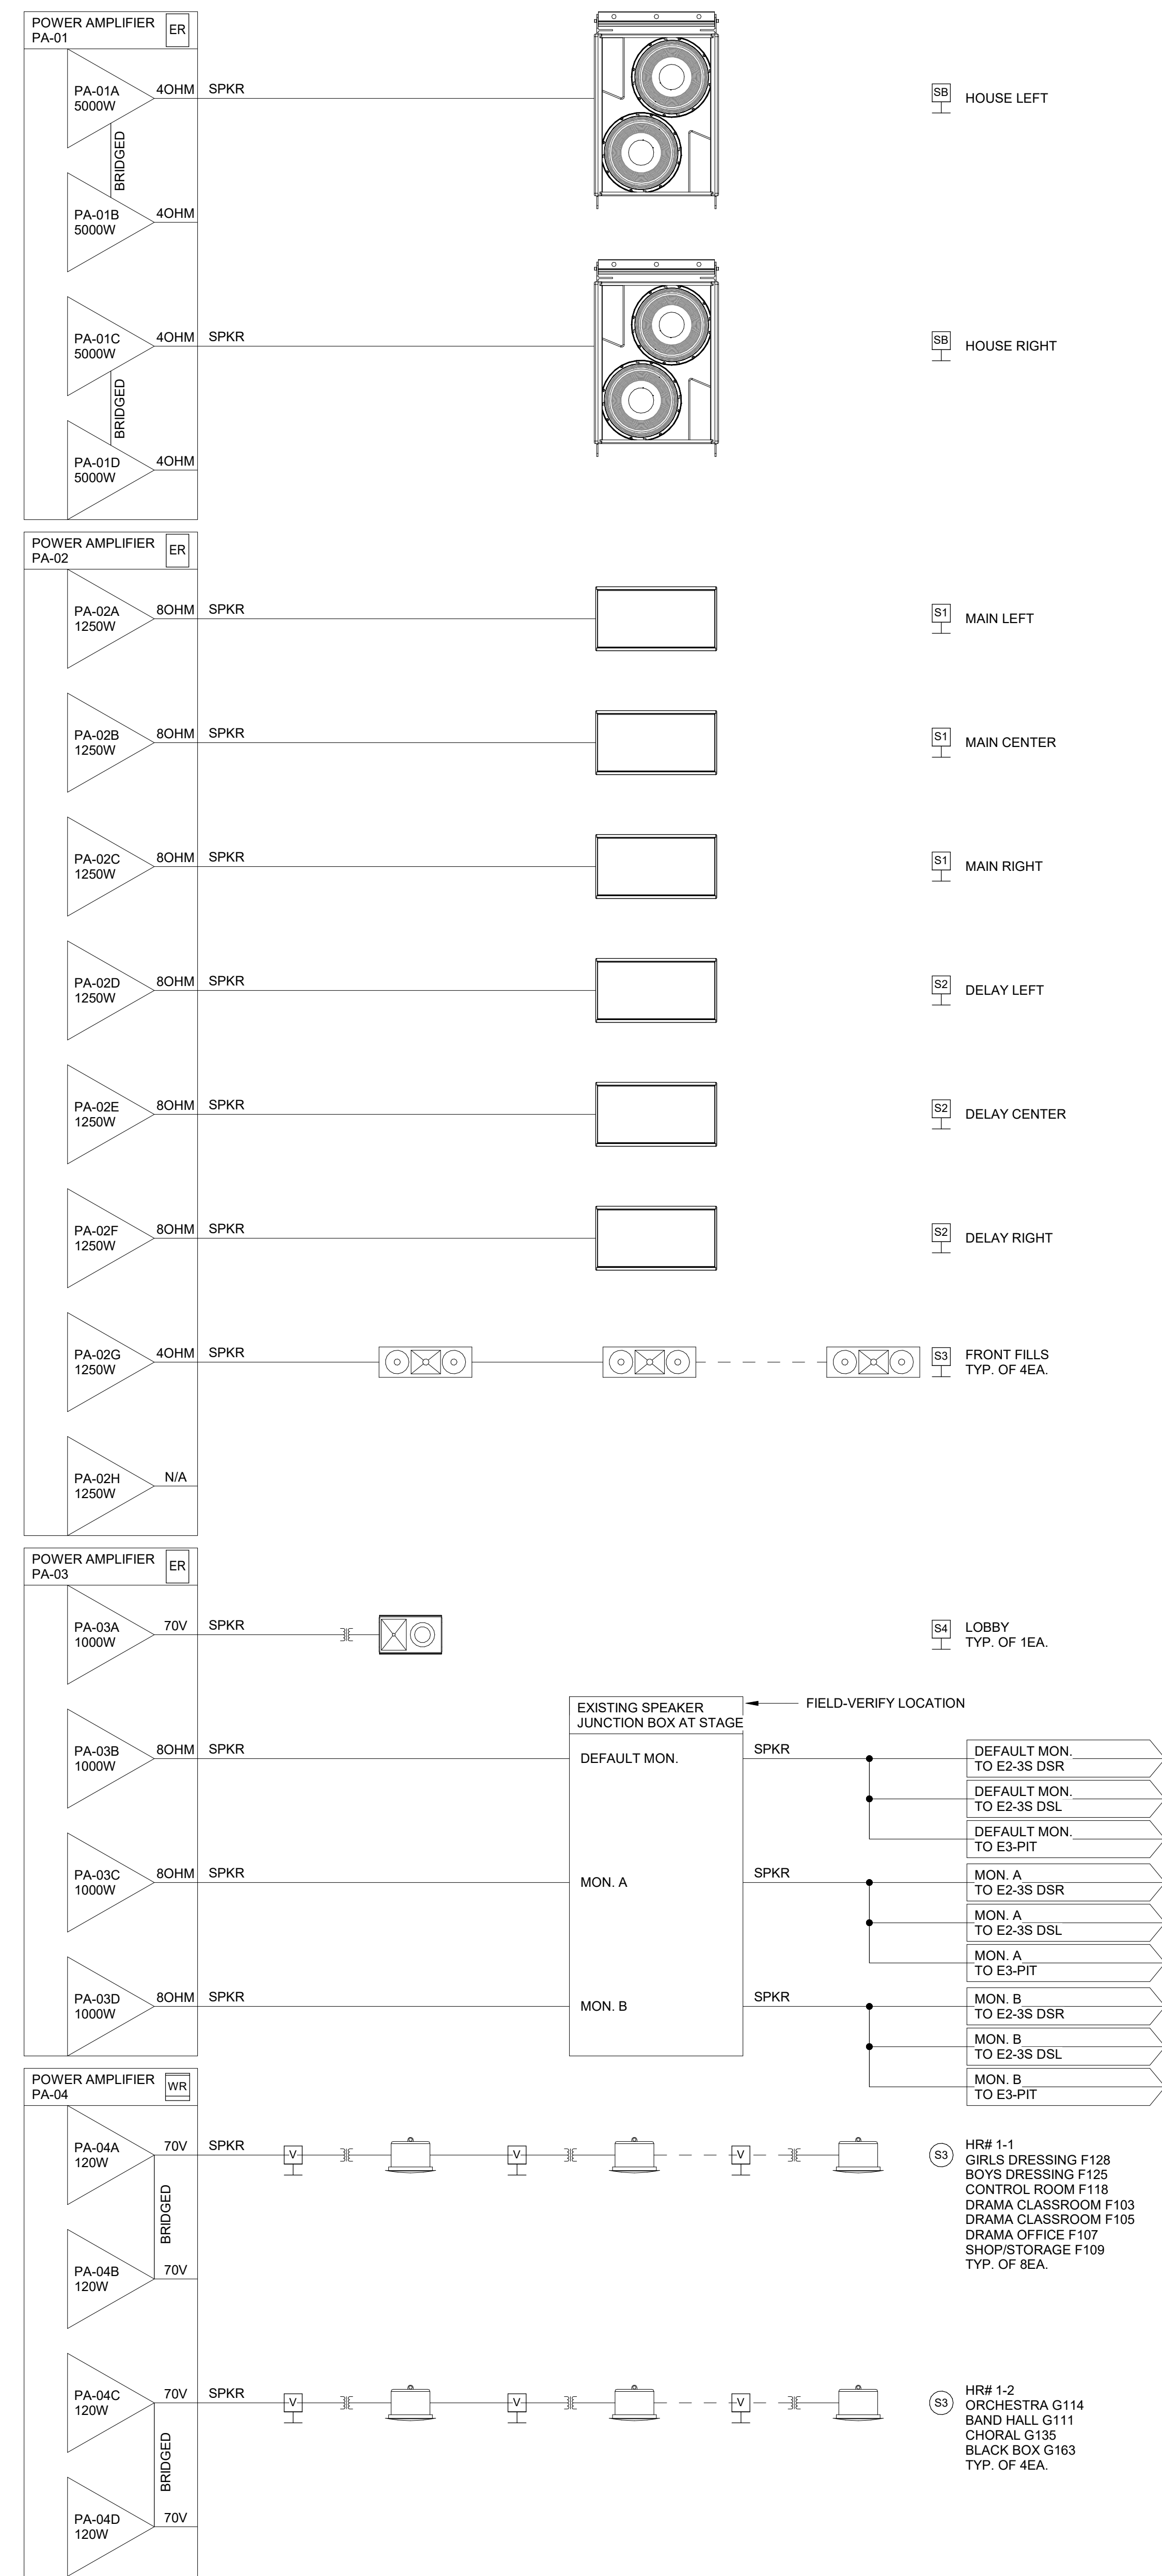 POWER AMPLIFIER
PA-01
ER
PA-01A
5000W
4OHM
SPKR
SB
HOUSE LEFT
BRIDGED
PA-01B
5000W
4OHM
PA-01C
5000W
4OHM
SPKR
SB
HOUSE RIGHT
BRIDGED
PA-01D
5000W
4OHM
POWER AMPLIFIER
PA-02
ER
PA-02A
1250W
8OHM
SPKR
S1
MAIN LEFT
PA-02B
1250W
8OHM
SPKR
S1
MAIN CENTER
PA-02C
1250W
8OHM
SPKR
S1
MAIN RIGHT
PA-02D
1250W
8OHM
SPKR
S2
DELAY LEFT
PA-02E
1250W
8OHM
SPKR
S2
DELAY CENTER
PA-02F
1250W
8OHM
SPKR
S2
DELAY RIGHT
PA-02G
1250W
4OHM
SPKR
S3
FRONT FILLS
TYP. OF 4EA.
PA-02H
1250W
N/A
POWER AMPLIFIER
PA-03
ER
PA-03A
1000W
70V
SPKR
S4
LOBBY
TYP. OF 1EA.
EXISTING SPEAKER
JUNCTION BOX AT STAGE
FIELD-VERIFY LOCATION
PA-03B
1000W
8OHM
SPKR
DEFAULT MON.
SPKR
DEFAULT MON.
TO E2-3S DSR
DEFAULT MON.
TO E2-3S DSL
DEFAULT MON.
TO E3-PIT
PA-03C
1000W
8OHM
SPKR
MON. A
SPKR
MON. A
TO E2-3S DSR
MON. A
TO E2-3S DSL
MON. A
TO E3-PIT
PA-03D
1000W
8OHM
SPKR
MON. B
SPKR
MON. B
TO E2-3S DSR
MON. B
TO E2-3S DSL
MON. B
TO E3-PIT
POWER AMPLIFIER
PA-04
WR
PA-04A
120W
70V
SPKR
V
V
V
S3
HR# 1-1
GIRLS DRESSING F128
BOYS DRESSING F125
CONTROL ROOM F118
DRAMA CLASSROOM F103
DRAMA CLASSROOM F105
DRAMA OFFICE F107
SHOP/STORAGE F109
TYP. OF 8EA.
BRIDGED
PA-04B
120W
70V
PA-04C
120W
70V
SPKR
V
V
V
S3
HR# 1-2
ORCHESTRA G114
BAND HALL G111
CHORAL G135
BLACK BOX G163
TYP. OF 4EA.
BRIDGED
PA-04D
120W
70V